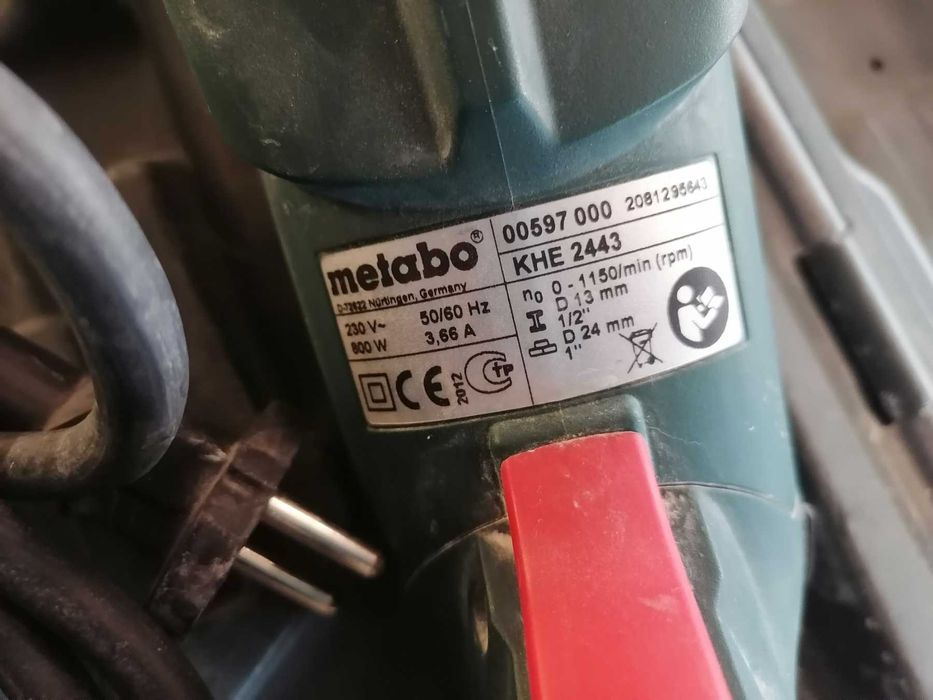 metabo®
D-72622 Nürtingen, Germany
230 V~ 50/60 Hz
800 W 3,66 A
CE 2012
00597 000 2081295643
KHE 2443
n0 0 - 1150/min (rpm)
D 13 mm
1/2"
D 24 mm
1"